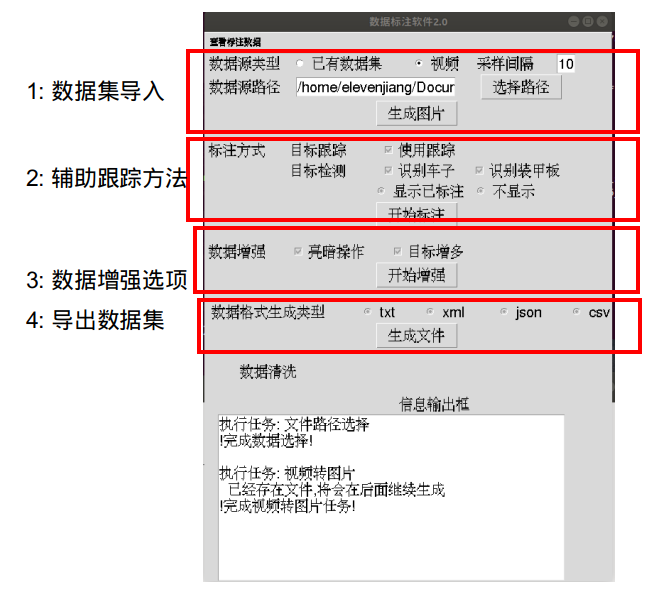 数据标注软件2.0
查看标注数据
数据源类型 已有数据集 视频 采样间隔 10
1: 数据集导入
数据源路径 /home/elevenjiang/Docur 选择路径
生成图片
标注方式 目标跟踪 使用跟踪
2: 辅助跟踪方法
目标检测 识别车子 识别装甲板
显示已标注 不显示
开始标注
数据增强 亮暗操作 目标增多
3: 数据增强选项
开始增强
4: 导出数据集
数据格式生成类型 txt xml json csv
生成文件
数据清洗
信息输出框
执行任务: 文件路径选择
!完成数据选择!
执行任务: 视频转图片
已经存在文件,将会在后面继续生成
!完成视频转图片任务!